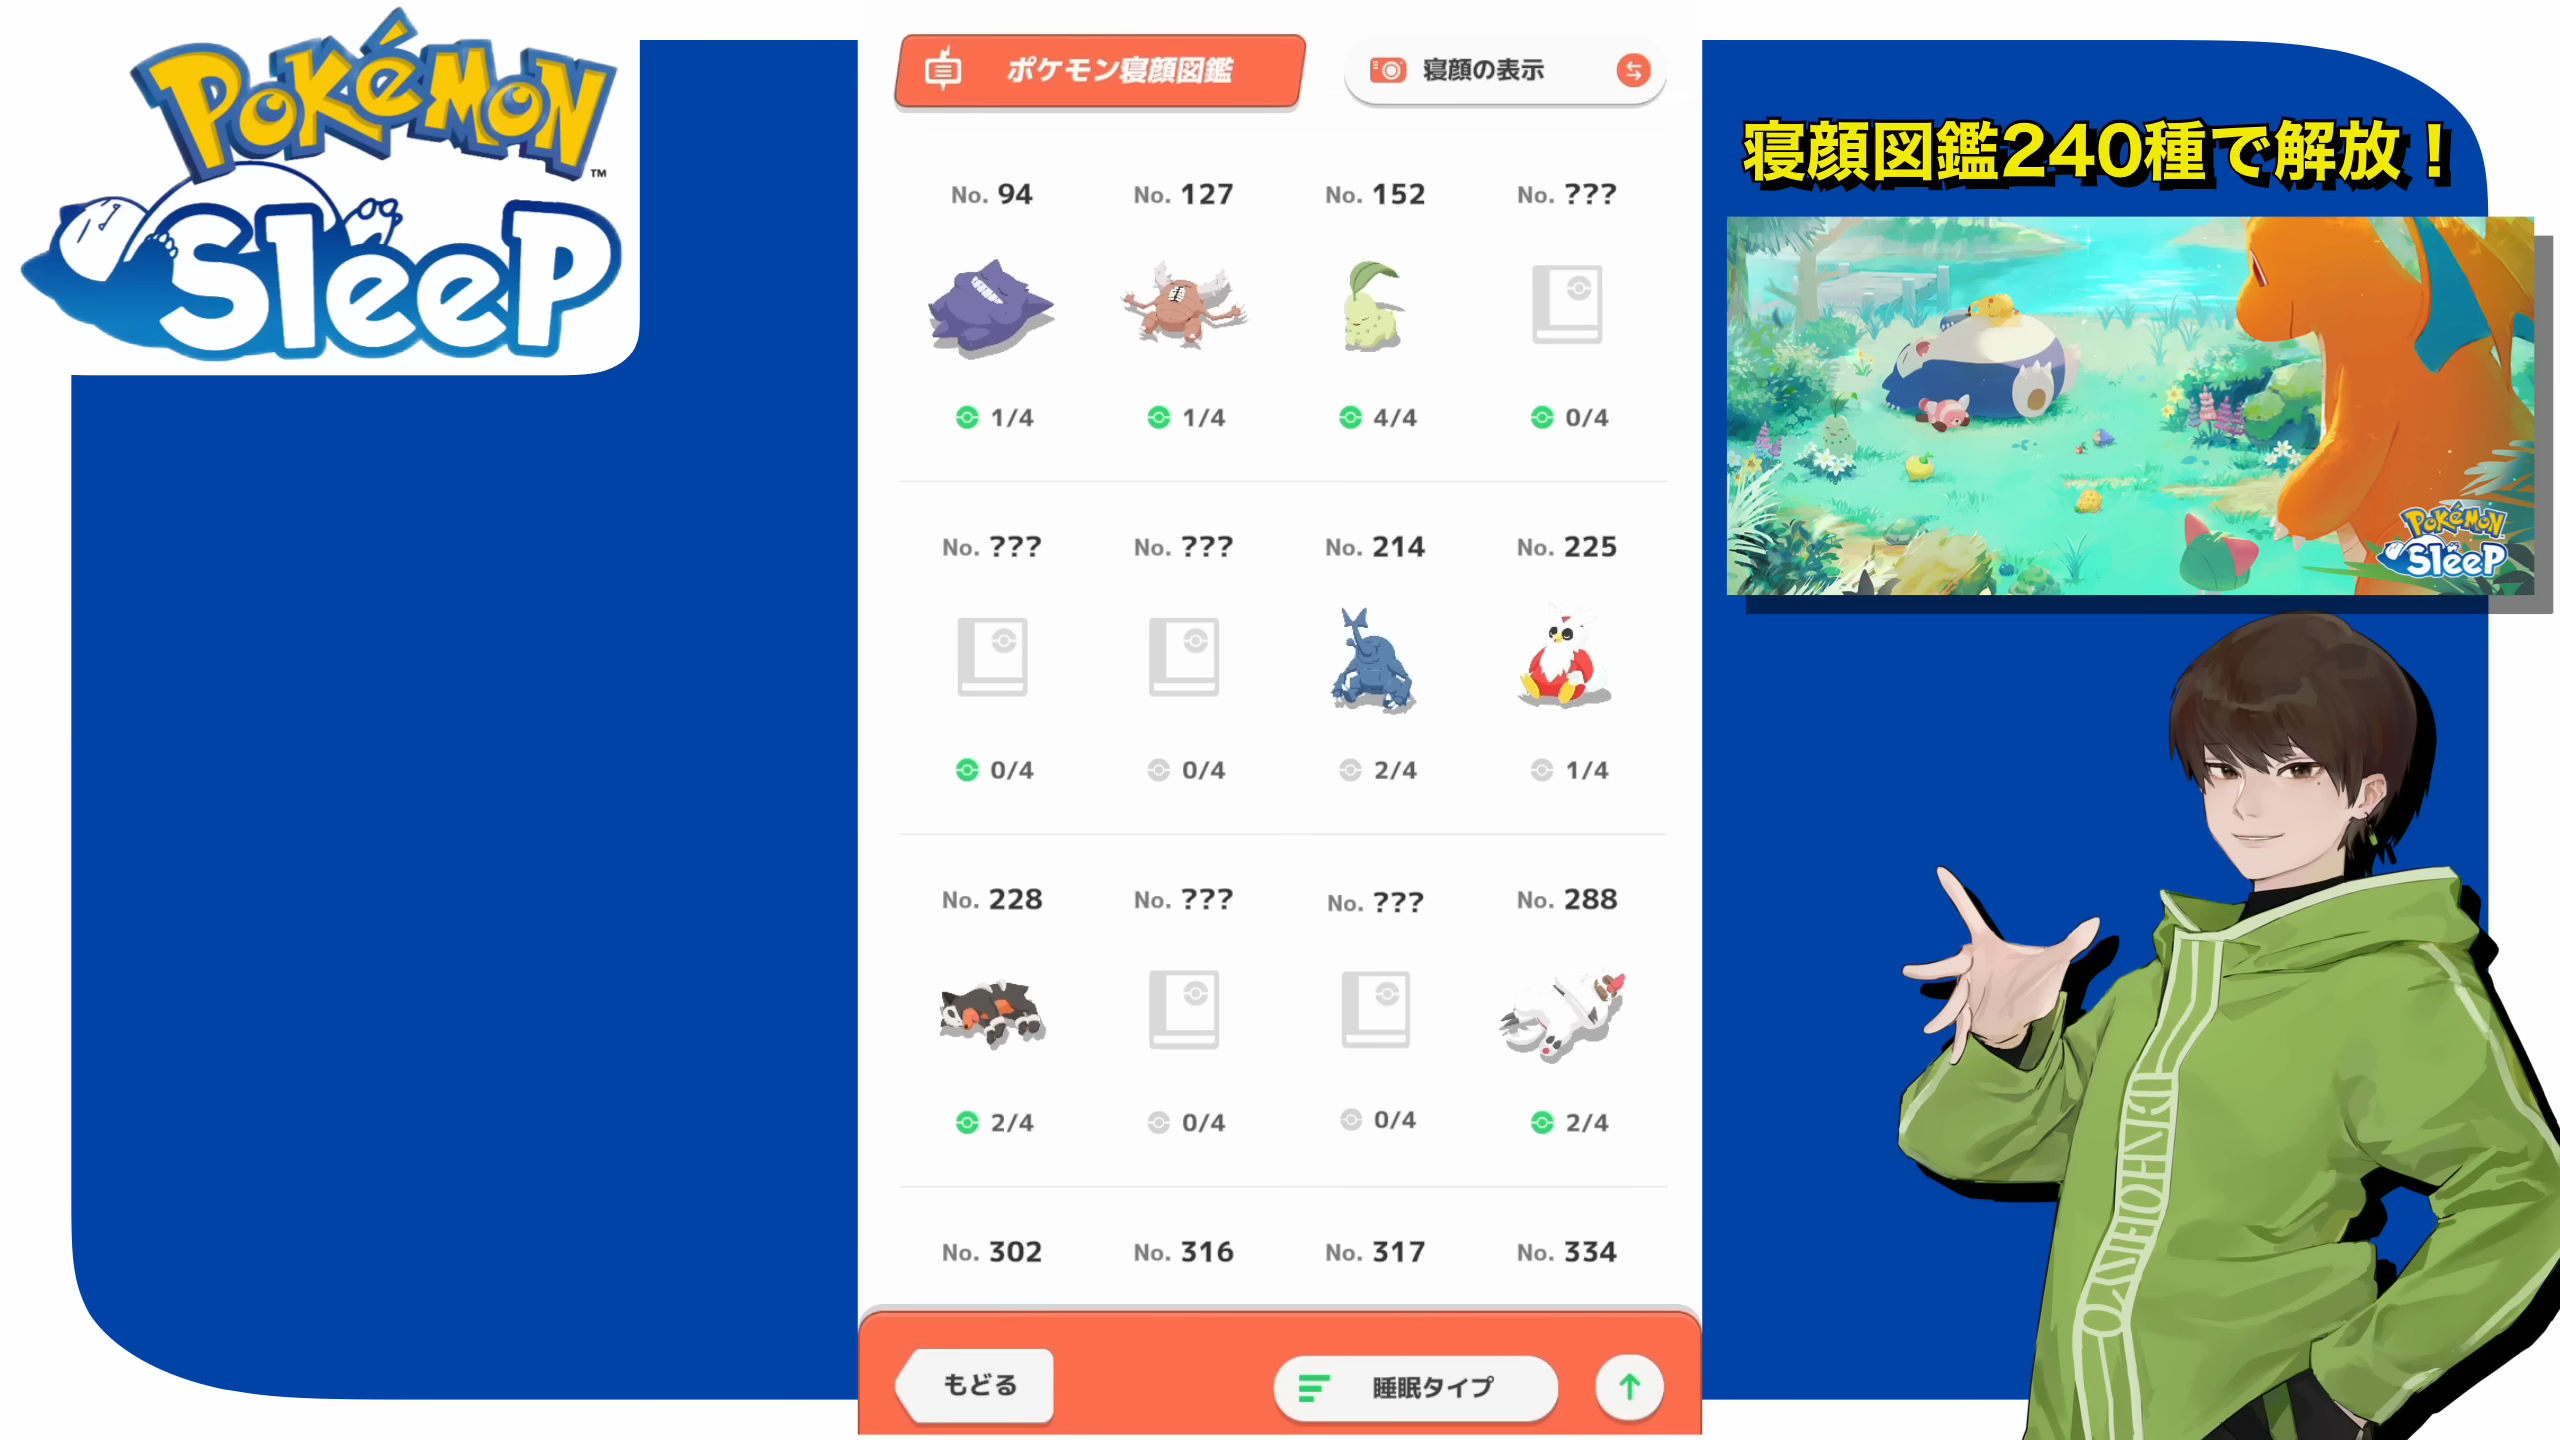 POKéMON
TM
Sleep
ポケモン寝顔図鑑
寝顔の表示
No. 94 No. 127 No. 152 No. ???
1/4 1/4 4/4 0/4
No. ??? No. ??? No. 214 No. 225
0/4 0/4 2/4 1/4
No. 228 No. ??? No. ??? No. 288
2/4 0/4 0/4 2/4
No. 302 No. 316 No. 317 No. 334
もどる
睡眠タイプ
寝顔図鑑240種で解放！
POKéMON
Sleep